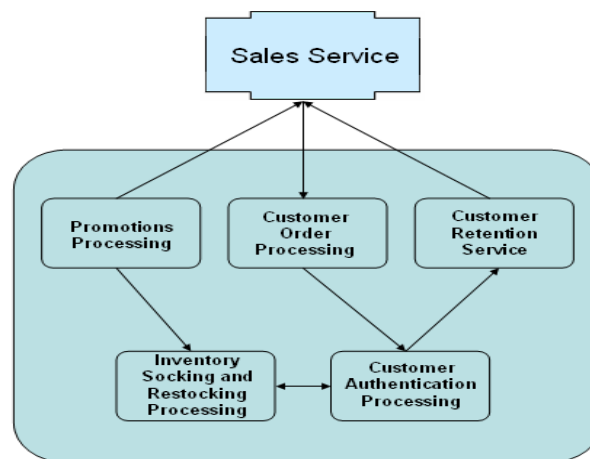 Sales Service
Promotions
Processing
Customer
Order
Processing
Customer
Retention
Service
Inventory
Socking and
Restocking
Processing
Customer
Authentication
Processing